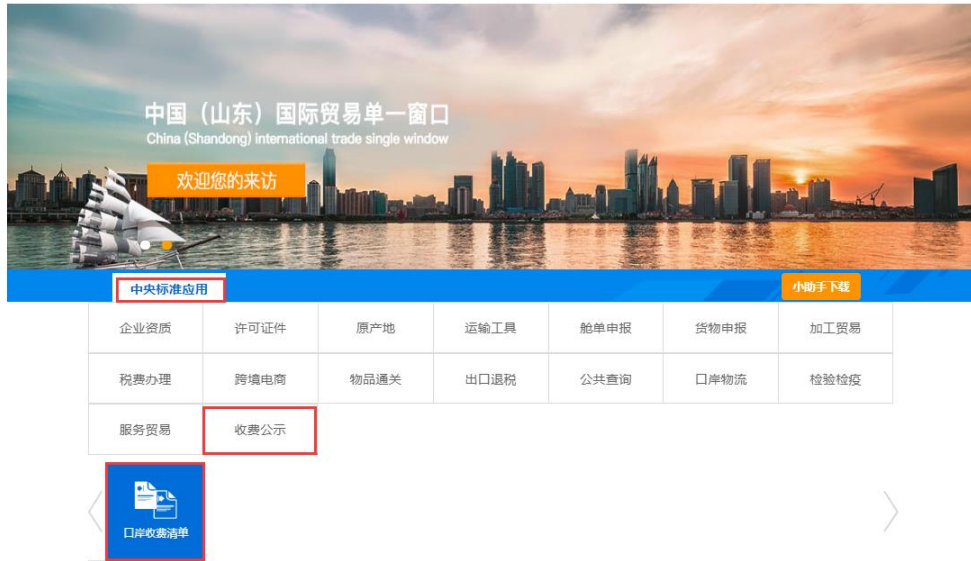 中国（山东）国际贸易单一窗口
China (Shandong) international trade single window
欢迎您的来访
中央标准应用
小助手下载
企业资质 许可证件 原产地 运输工具 舱单申报 货物申报 加工贸易
税费办理 跨境电商 物品通关 出口退税 公共查询 口岸物流 检验检疫
服务贸易 收费公示
口岸收费清单